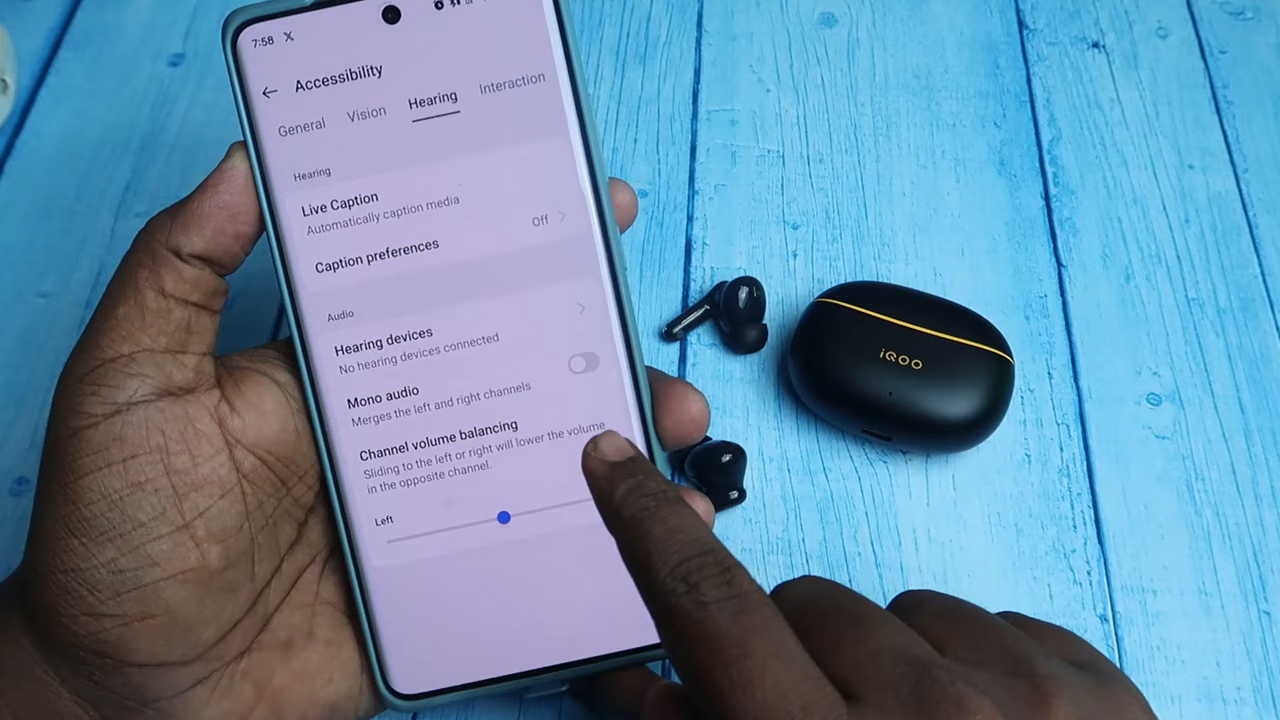 7:58 X
Accessibility
General Vision Hearing Interaction
Hearing
Live Caption
Automatically caption media
Caption preferences
Off
Audio
Hearing devices
No hearing devices connected
Mono audio
Merges the left and right channels
Channel volume balancing
Sliding to the left or right will lower the volume
in the opposite channel.
Left
iQOO